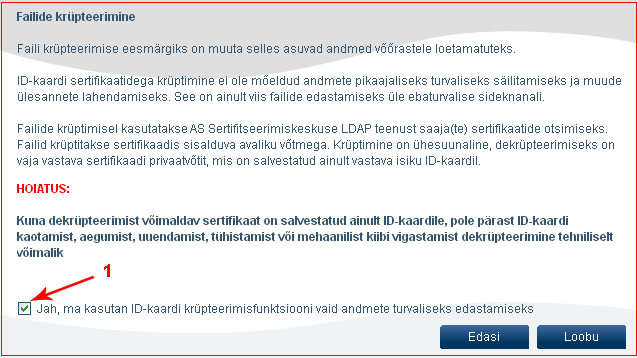 Failide krüpteerimine
Faili krüpteerimise eesmärgiks on muuta selles asuvad andmed võõrastele loetamatuteks.
ID-kaardi sertifikaatidega krüptimine ei ole mõeldud andmete pikaajaliseks turvaliseks säilitamiseks ja muude
ülesannete lahendamiseks. See on ainult viis failide edastamiseks üle ebaturvalise sideknanali.
Failide krüptimisel kasutatakse AS Sertifitseerimiskeskuse LDAP teenust saaja(te) sertifikaatide otsimiseks.
Failid krüptitakse sertifikaadis sisalduva avaliku võtmega. Krüptimine on ühesuunaline, dekrüpteerimiseks on
vaja vastava sertifikaadi privaatvõtit, mis on salvestatud ainult vastava isiku ID-kaardil.
HOIATUS:
Kuna dekrüpteerimist võimaldav sertifikaat on salvestatud ainult ID-kaardile, pole pärast ID-kaardi
kaotamist, aegumist, uuendamist, tühistamist või mehaanilist kiibi vigastamist dekrüpteerimine tehniliselt
võimalik
1
Jah, ma kasutan ID-kaardi krüpteerimisfunktsiooni vaid andmete turvaliseks edastamiseks
Edasi Loobu